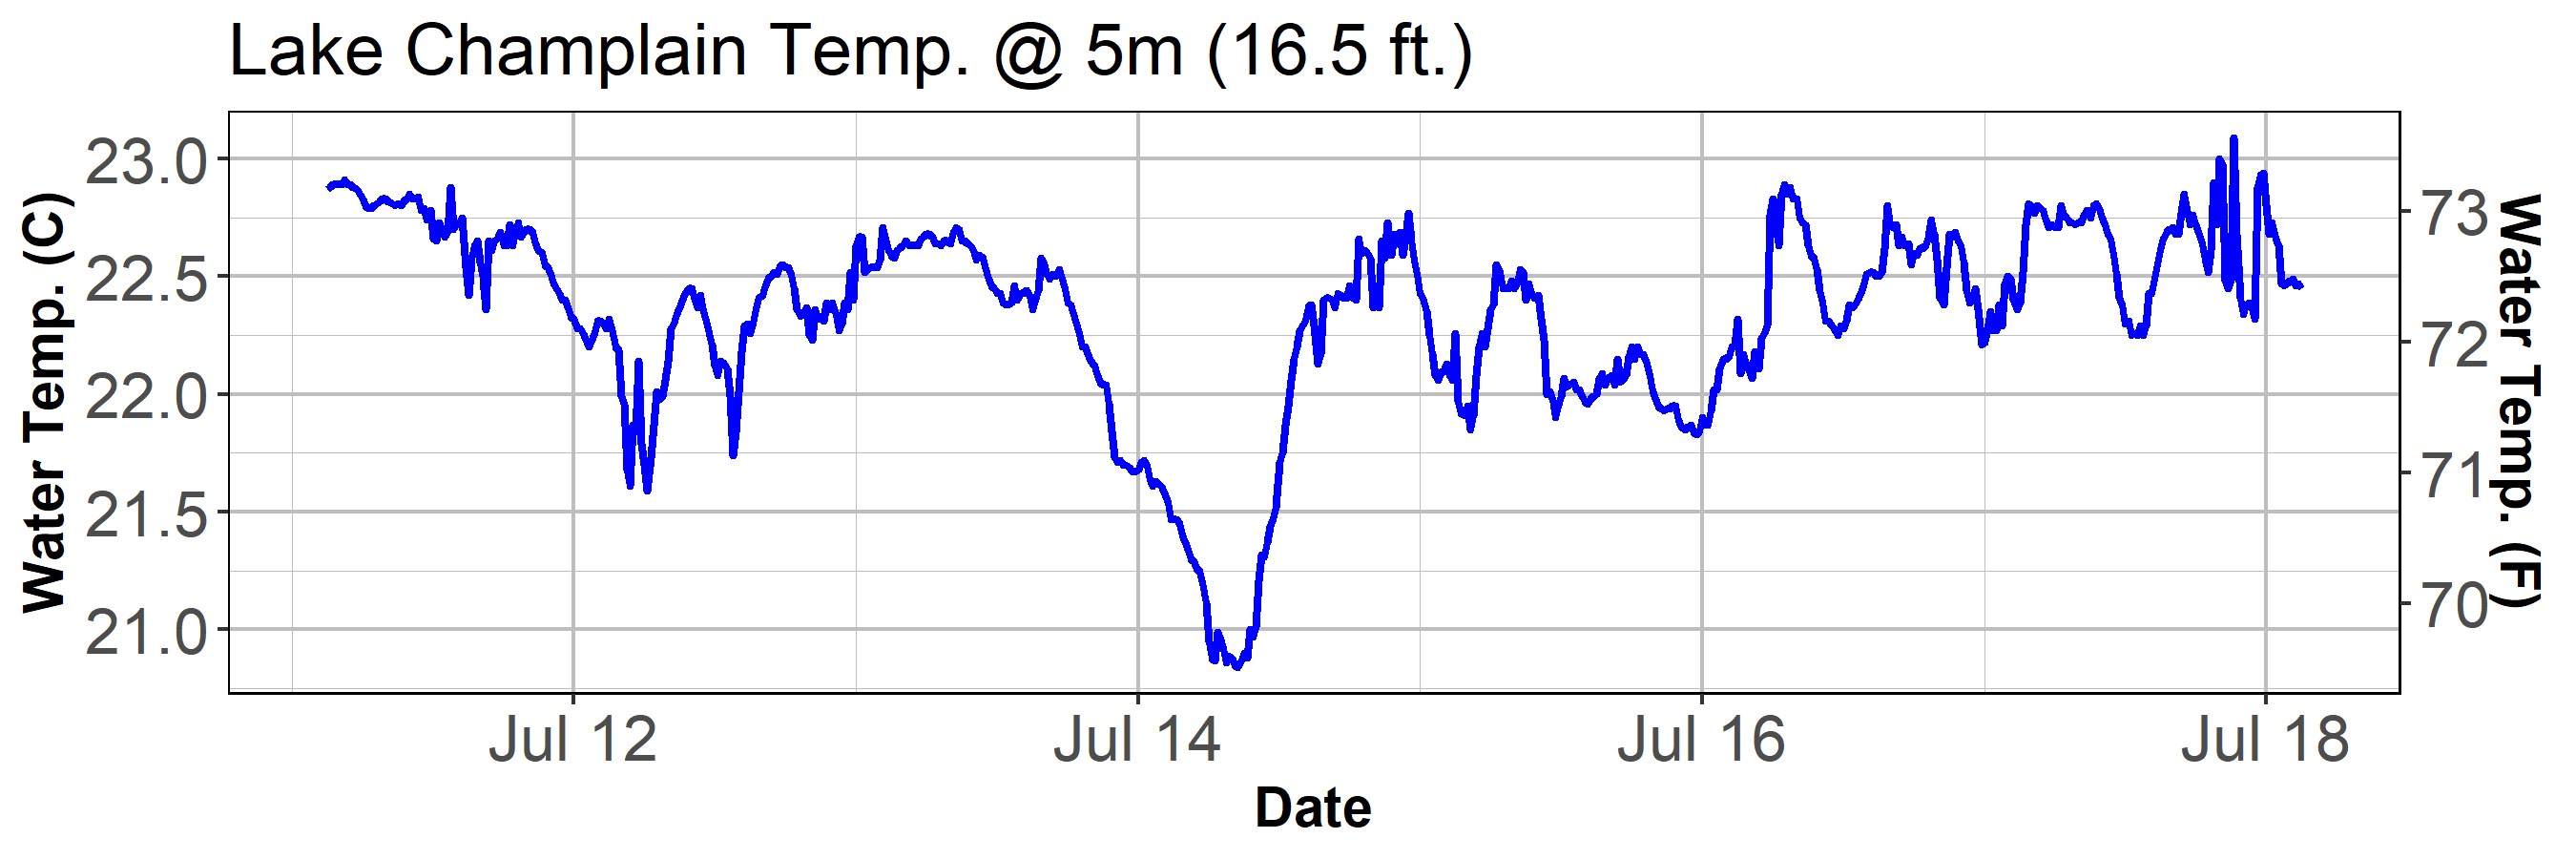 Lake Champlain Temp. @ 5m (16.5 ft.)
Water Temp. (C)
23.0
22.5
22.0
21.5
21.0
73
72
71
70
Water Temp. (F)
Jul 12
Jul 14
Jul 16
Jul 18
Date